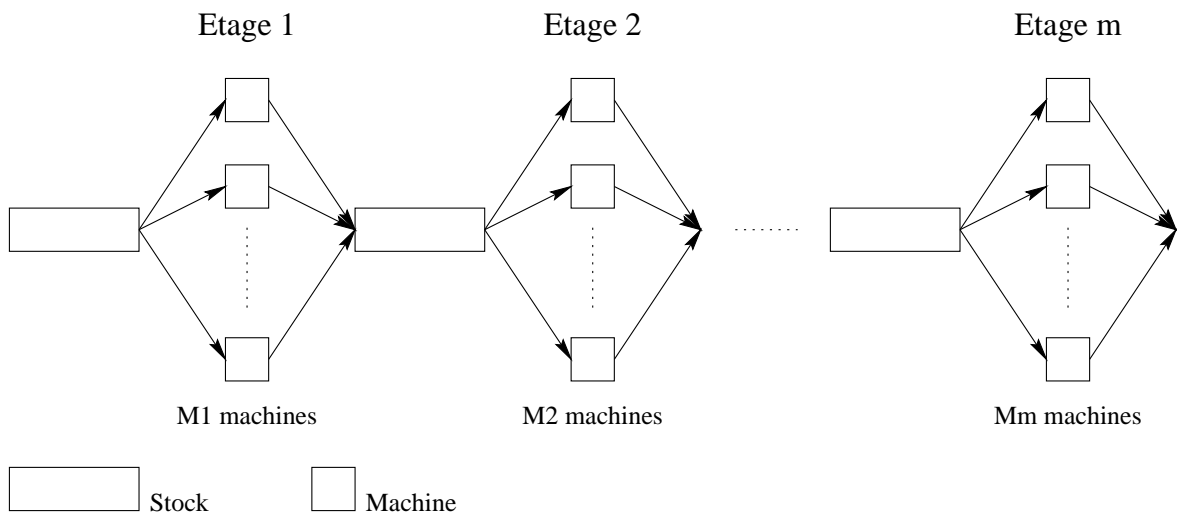 Etage 1
Etage 2
Etage m
M1 machines
M2 machines
Mm machines
Stock
Machine